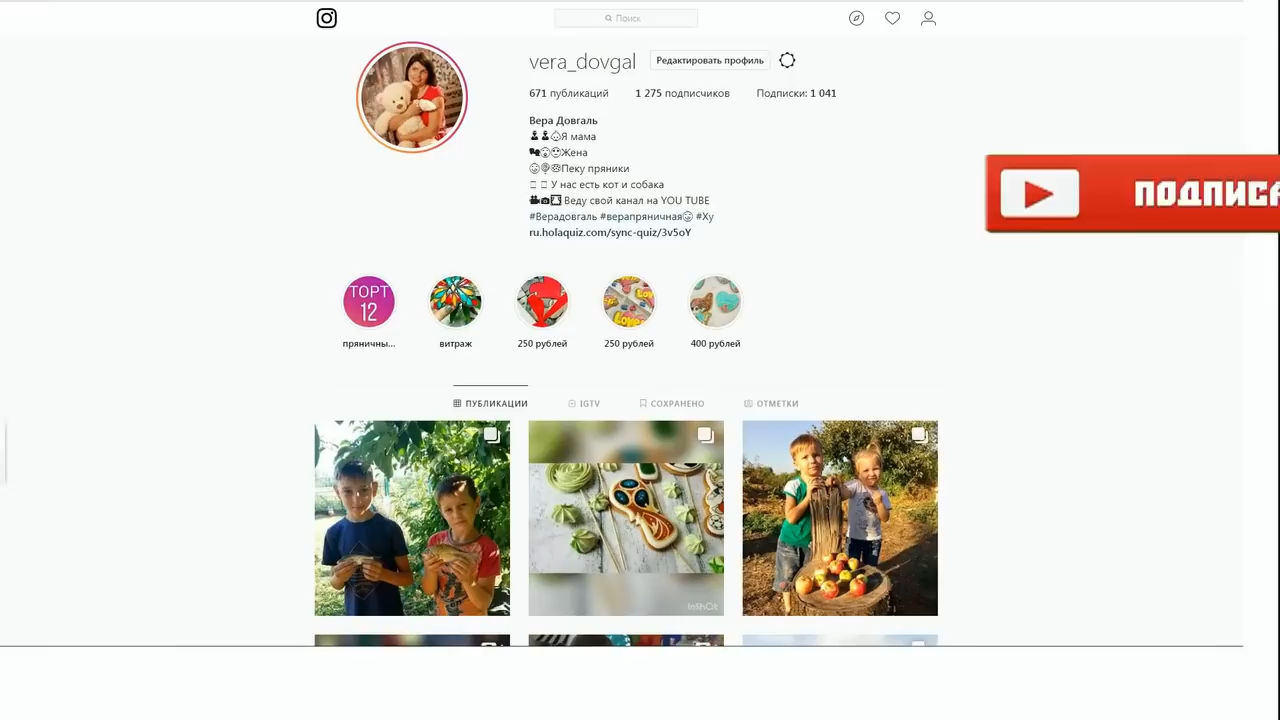 Поиск
vera_dovgal
Редактировать профиль
671 публикаций
1 275 подписчиков
Подписки: 1 041
Вера Довгаль
Я мама
Жена
Пеку пряники
У нас есть кот и собака
Веду свой канал на YOU TUBE
#Верадовгаль #верапряничная #Ху
ru.holaquiz.com/sync-quiz/3v5oY
ПОДПИСА
ТОРТ
12
пряничны...
витраж
250 рублей
250 рублей
400 рублей
ПУБЛИКАЦИИ
IGTV
СОХРАНЕНО
ОТМЕТКИ
InShOt